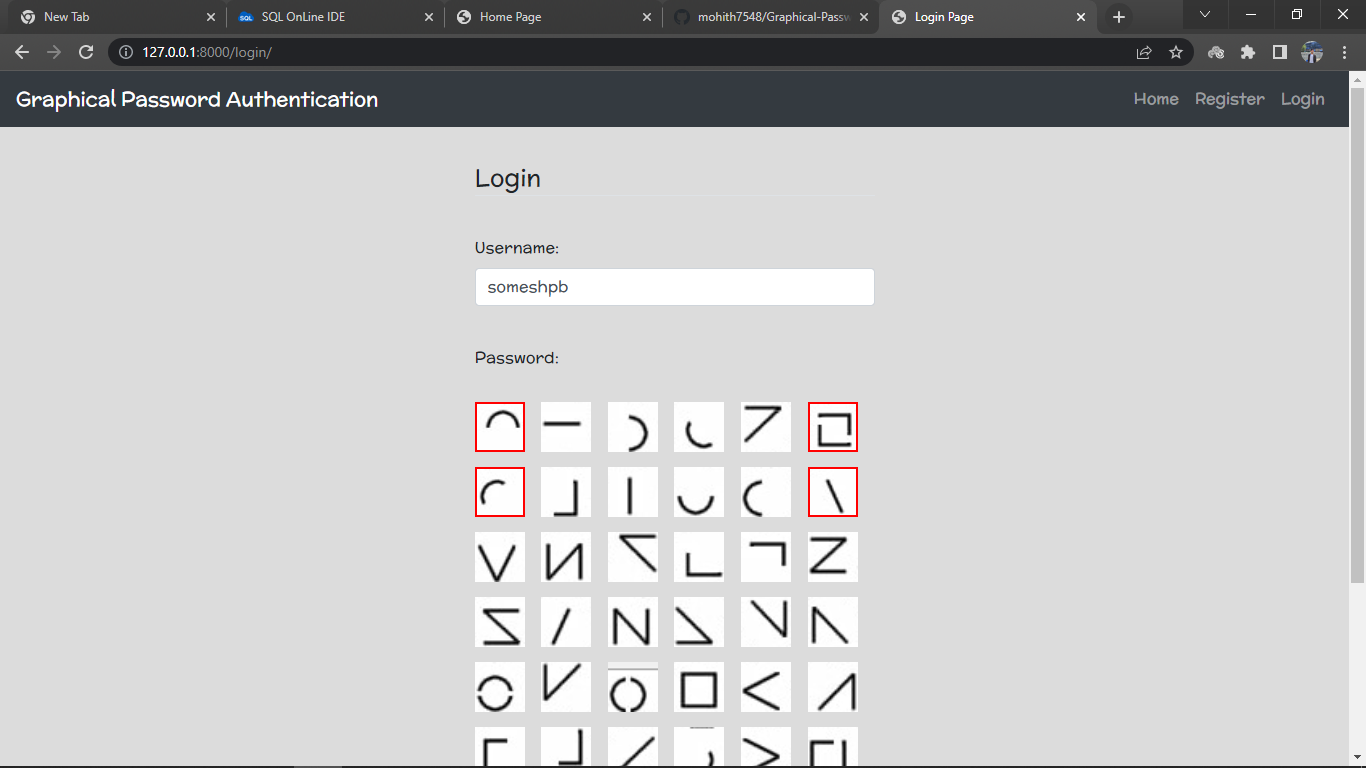 New Tab
SQL OnLine IDE
Home Page
mohith7548/Graphical-Passw
Login Page
127.0.0.1:8000/login/
Graphical Password Authentication
Home Register Login
Login
Username:
someshpb
Password: